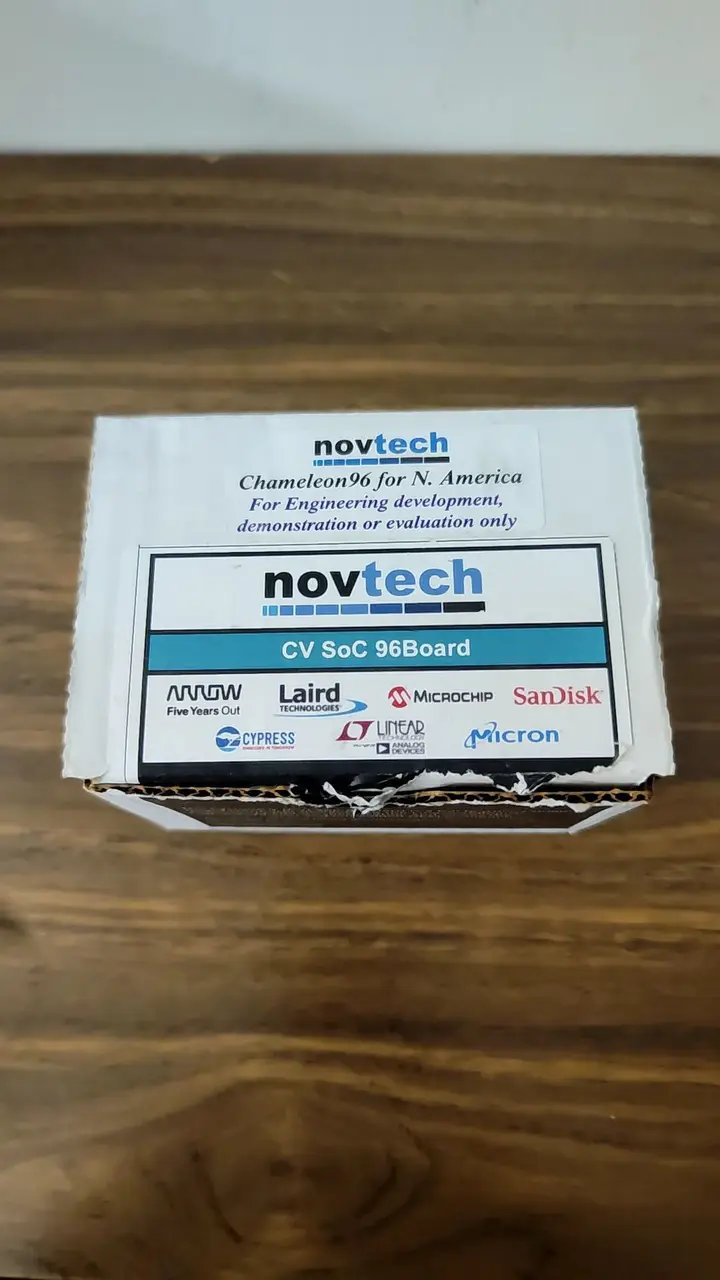 novtech
Chameleon96 for N. America
For Engineering development,
demonstration or evaluation only
novtech
CV SoC 96Board
ARROW
Five Years Out
Laird
TECHNOLOGIES
MICROCHIP
SanDisk
CYPRESS
LINEAR
TECHNOLOGY
ANALOG
DEVICES
Micron